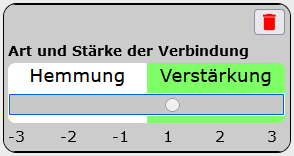 Art und Stärke der Verbindung
Hemmung Verstärkung
-3 -2 -1 1 2 3